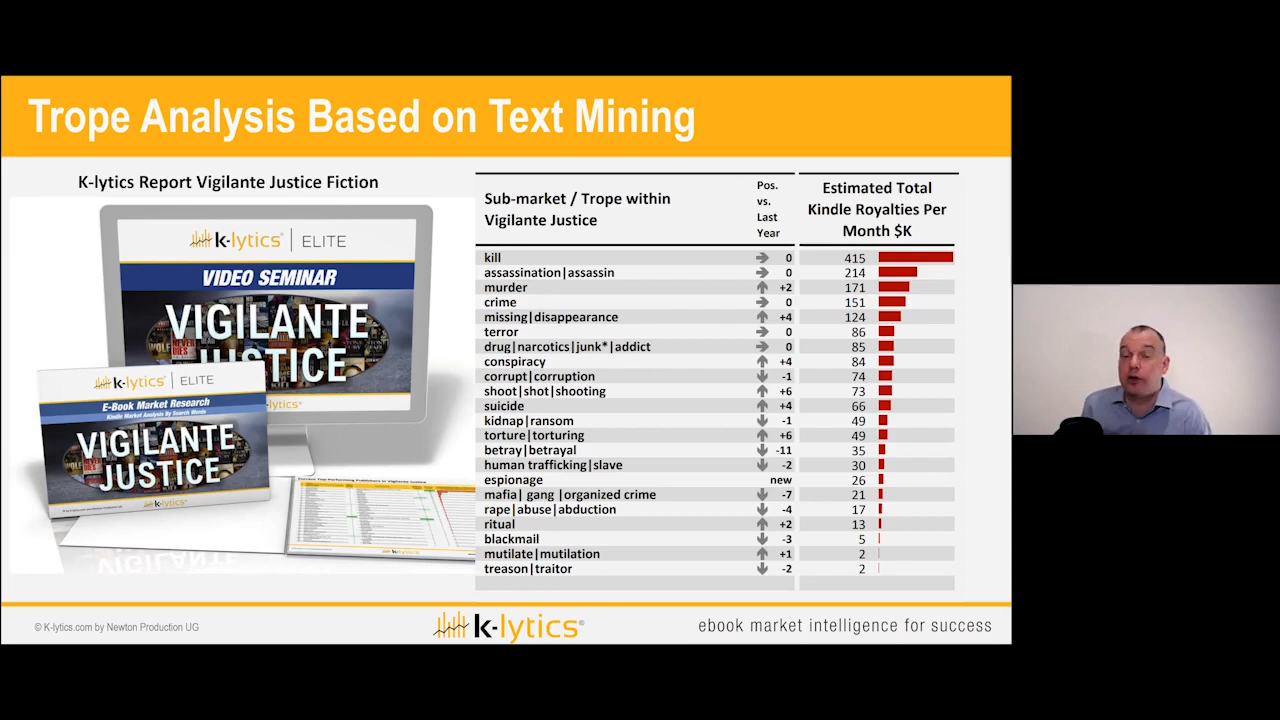 Trope Analysis Based on Text Mining
K-lytics Report Vigilante Justice Fiction
k-lytics® | ELITE
VIDEO SEMINAR
VIGILANTE
JUSTICE
k-lytics | ELITE
E-Book Market Research
Kindle Market Analysis By Search Words
VIGILANTE
JUSTICE
k-lytics
Sub-market / Trope within Vigilante Justice
Pos. vs. Last Year
Estimated Total Kindle Royalties Per Month $K
kill 0 415
assassination|assassin 0 214
murder +2 171
crime 0 151
missing|disappearance +4 124
terror 0 86
drug|narcotics|junk*|addict 0 85
conspiracy +4 84
corrupt|corruption -1 74
shoot|shot|shooting +6 73
suicide +4 66
kidnap|ransom -1 49
torture|torturing +6 49
betray|betrayal -11 35
human trafficking|slave -2 30
espionage new 26
mafia| gang |organized crime -7 21
rape|abuse|abduction -4 17
ritual +2 13
blackmail -3 5
mutilate|mutilation +1 2
treason|traitor -2 2
© K-lytics.com by Newton Production UG
k-lytics®
ebook market intelligence for success